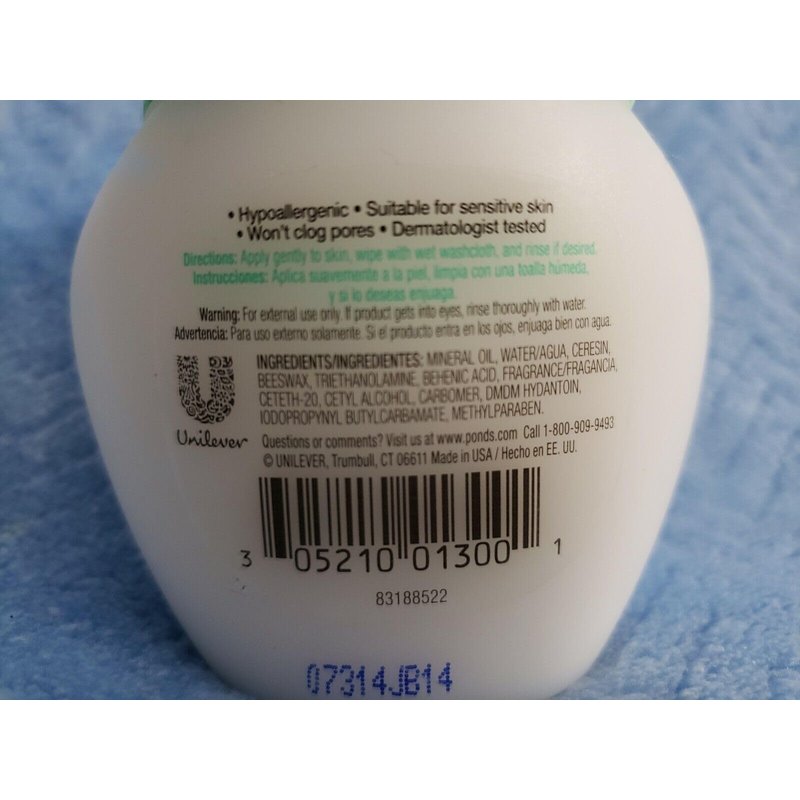 • Hypoallergenic • Suitable for sensitive skin
• Won't clog pores • Dermatologist tested
Directions: Apply gently to skin, wipe with wet washcloth, and rinse if desired.
Instrucciones: Aplica suavemente a la piel, limpia con una toalla húmeda,
y si lo deseas enjuaga.
Warning: For external use only. If product gets into eyes, rinse thoroughly with water.
Advertencia: Para uso externo solamente. Si el producto entra en los ojos, enjuaga bien con agua.
INGREDIENTS/INGREDIENTES: MINERAL OIL, WATER/AGUA, CERESIN,
BEESWAX, TRIETHANOLAMINE, BEHENIC ACID, FRAGRANCE/FRAGANCIA,
CETETH-20, CETYL ALCOHOL, CARBOMER, DMDM HYDANTOIN,
IODOPROPYNYL BUTYLCARBAMATE, METHYLPARABEN.
Unilever
Questions or comments? Visit us at www.ponds.com Call 1-800-909-9493
© UNILEVER, Trumbull, CT 06611 Made in USA / Hecho en EE. UU.
3 05210 01300 1
83188522
07314JB14